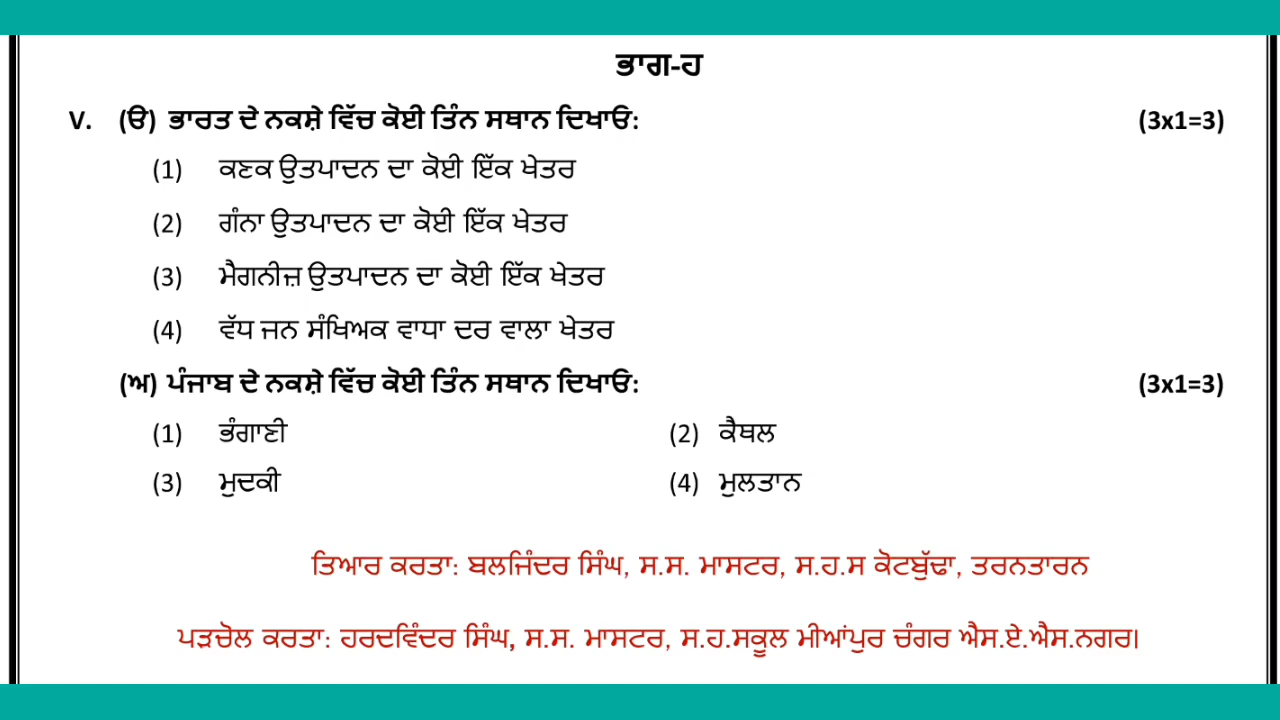 ਭਾਗ-ਹ
V. (ੳ) ਭਾਰਤ ਦੇ ਨਕਸ਼ੇ ਵਿੱਚ ਕੋਈ ਤਿੰਨ ਸਥਾਨ ਦਿਖਾਓ: (3x1=3)
(1) ਕਣਕ ਉਤਪਾਦਨ ਦਾ ਕੋਈ ਇੱਕ ਖੇਤਰ
(2) ਗੰਨਾ ਉਤਪਾਦਨ ਦਾ ਕੋਈ ਇੱਕ ਖੇਤਰ
(3) ਮੈਗਨੀਜ਼ ਉਤਪਾਦਨ ਦਾ ਕੋਈ ਇੱਕ ਖੇਤਰ
(4) ਵੱਧ ਜਨ ਸੰਖਿਅਕ ਵਾਧਾ ਦਰ ਵਾਲਾ ਖੇਤਰ
(ਅ) ਪੰਜਾਬ ਦੇ ਨਕਸ਼ੇ ਵਿੱਚ ਕੋਈ ਤਿੰਨ ਸਥਾਨ ਦਿਖਾਓ: (3x1=3)
(1) ਭੰਗਾਣੀ (2) ਕੈਥਲ
(3) ਮੁਦਕੀ (4) ਮੁਲਤਾਨ
ਤਿਆਰ ਕਰਤਾ: ਬਲਜਿੰਦਰ ਸਿੰਘ, ਸ.ਸ. ਮਾਸਟਰ, ਸ.ਹ.ਸ ਕੋਟਬੁੱਢਾ, ਤਰਨਤਾਰਨ
ਪੜਚੋਲ ਕਰਤਾ: ਹਰਦਵਿੰਦਰ ਸਿੰਘ, ਸ.ਸ. ਮਾਸਟਰ, ਸ.ਹ.ਸਕੂਲ ਮੀਆਂਪੁਰ ਚੰਗਰ ਐਸ.ਏ.ਐਸ.ਨਗਰ।